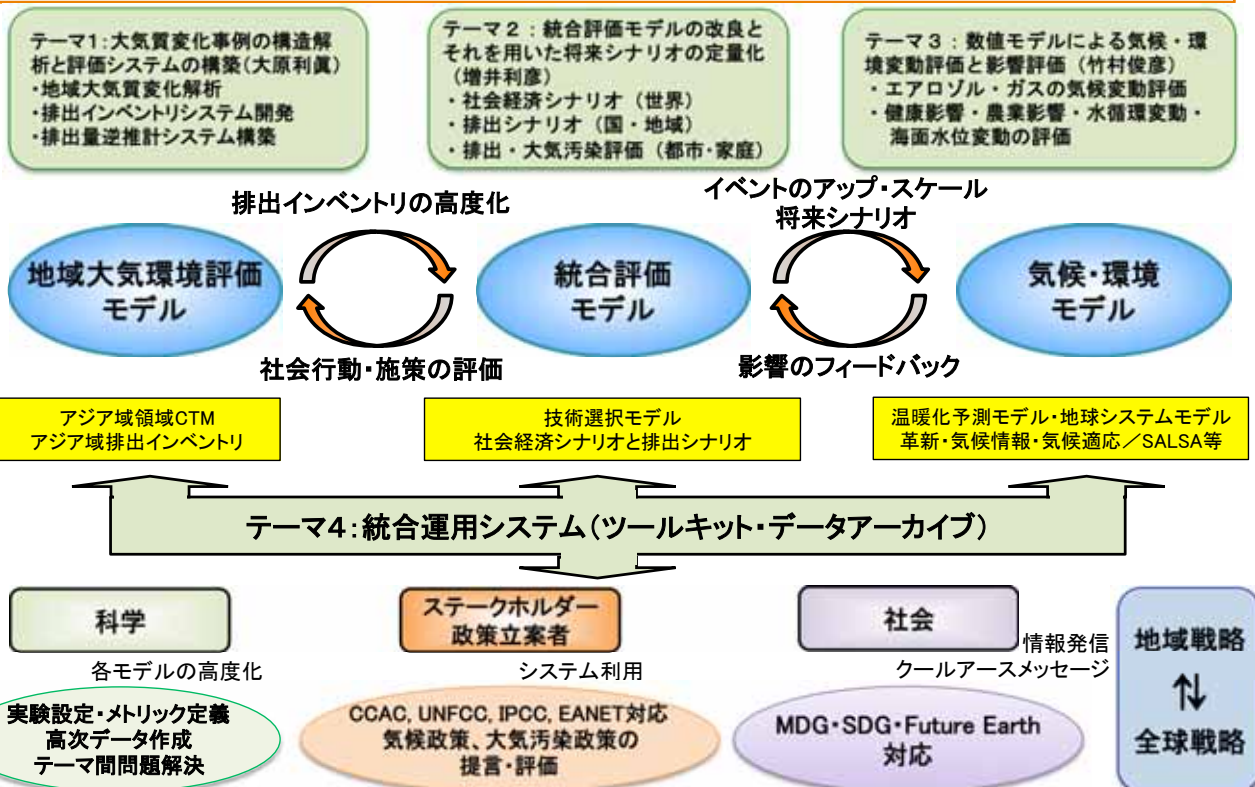 テーマ1:大気質変化事例の構造解
析と評価システムの構築(大原利眞)
・地域大気質変化解析
・排出インベントリシステム開発
・排出量逆推計システム構築
テーマ２：統合評価モデルの改良と
それを用いた将来シナリオの定量化
(増井利彦)
・社会経済シナリオ（世界）
・排出シナリオ（国・地域）
・排出・大気汚染評価（都市・家庭）
テーマ３：数値モデルによる気候・環
境変動評価と影響評価（竹村俊彦）
・エアロゾル・ガスの気候変動評価
・健康影響・農業影響・水循環変動・
海面水位変動の評価
排出インベントリの高度化
イベントのアップ・スケール
将来シナリオ
地域大気環境評価
モデル
統合評価
モデル
気候・環境
モデル
社会行動・施策の評価
影響のフィードバック
アジア域領域CTM
アジア域排出インベントリ
技術選択モデル
社会経済シナリオと排出シナリオ
温暖化予測モデル・地球システムモデル
革新・気候情報・気候適応／SALSA等
テーマ４:統合運用システム(ツールキット・データアーカイブ)
科学
各モデルの高度化
実験設定・メトリック定義
高次データ作成
テーマ間問題解決
ステークホルダー
政策立案者
システム利用
CCAC, UNFCC, IPCC, EANET対応
気候政策、大気汚染政策の
提言・評価
社会
情報発信
クールアースメッセージ
MDG・SDG・Future Earth
対応
地域戦略
⇅
全球戦略